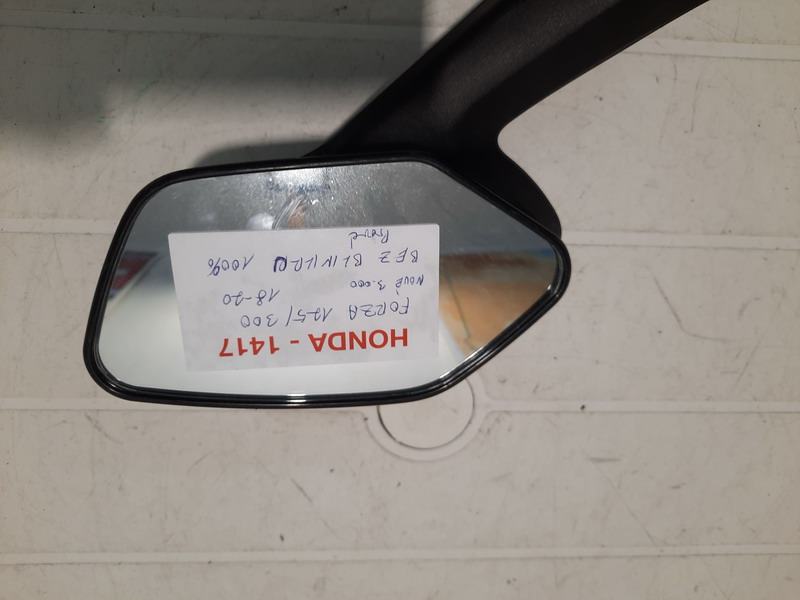 HONDA - 1417
FORZA 125/300
18-20
NOVÉ 3.000
BEZ BLINKRU 100%